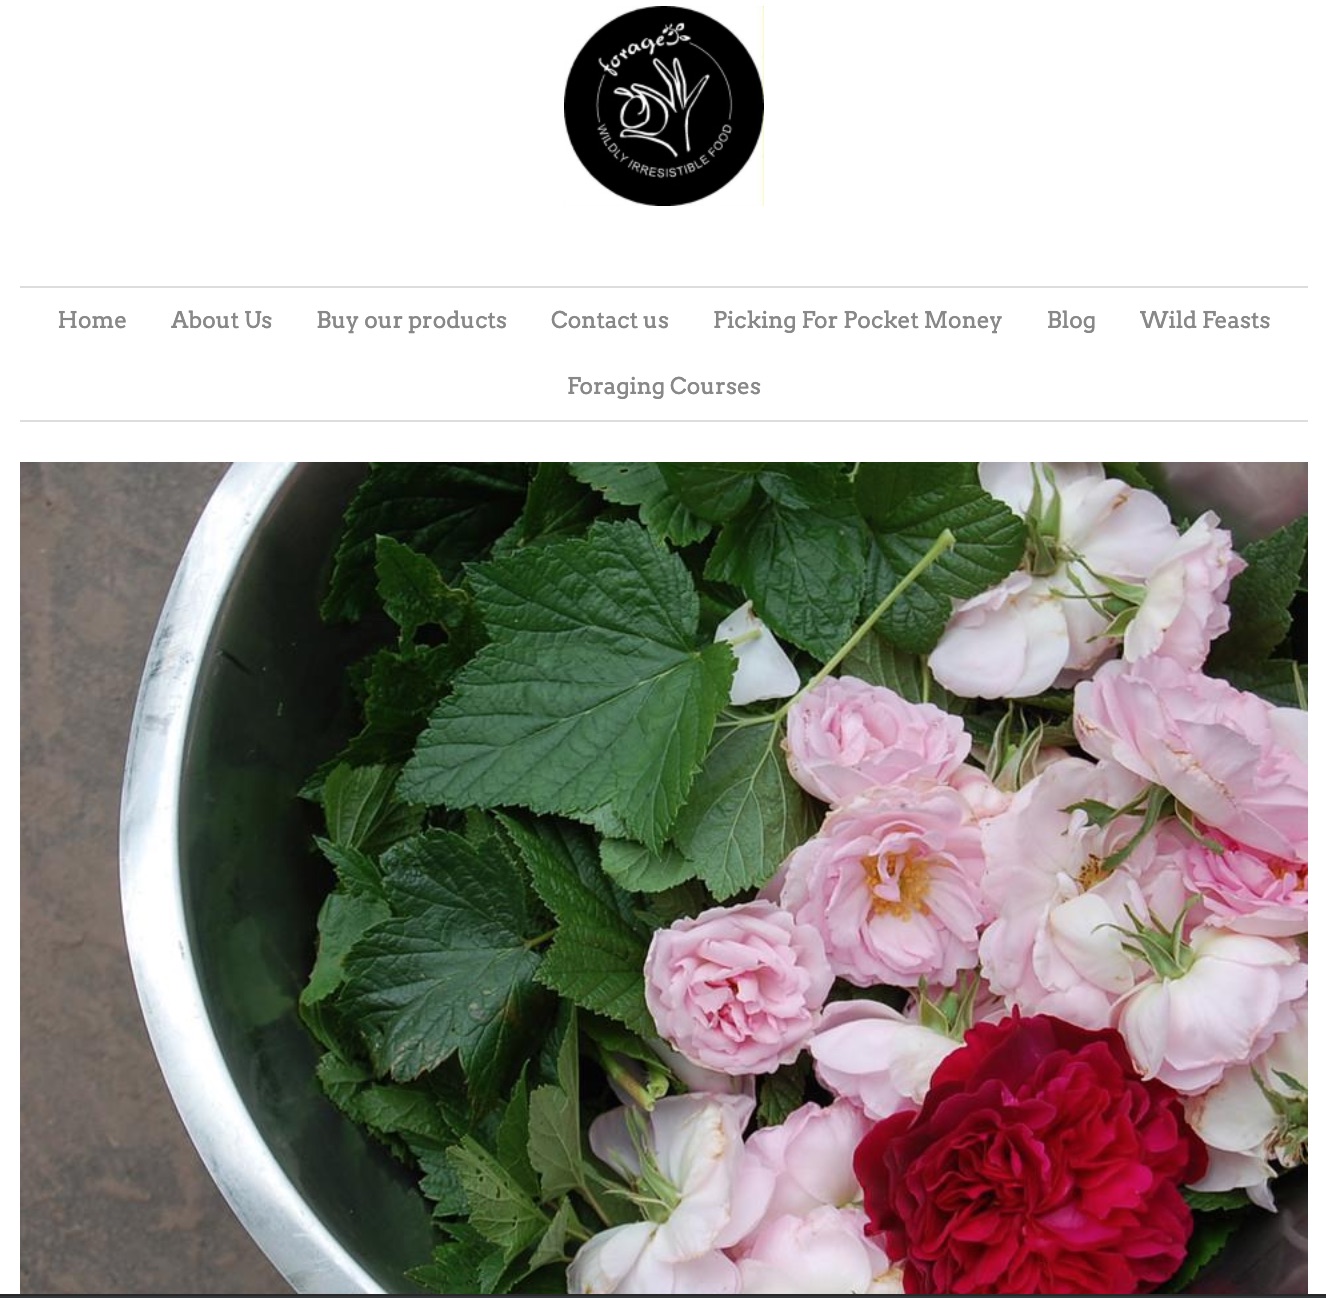 forage
WILDLY IRRESISTIBLE FOOD
Home About Us Buy our products Contact us Picking For Pocket Money Blog Wild Feasts
Foraging Courses